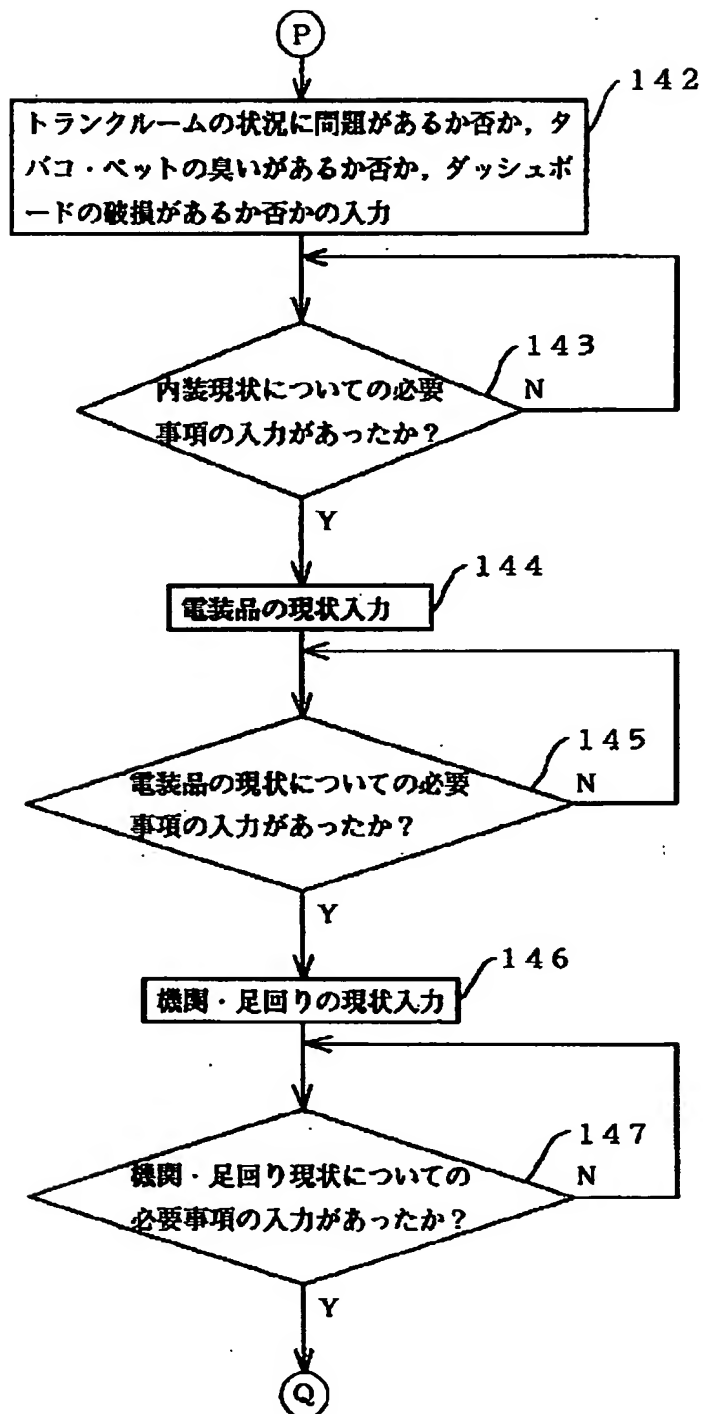 P
142
トランクルームの状況に問題があるか否か，タ
バコ・ペットの臭いがあるか否か，ダッシュボ
ードの破損があるか否かの入力
143
内装現状についての必要
事項の入力があったか？
N
Y
144
電装品の現状入力
145
電装品の現状についての必要
事項の入力があったか？
N
Y
146
機関・足回りの現状入力
147
機関・足回り現状についての
必要事項の入力があったか？
N
Y
Q